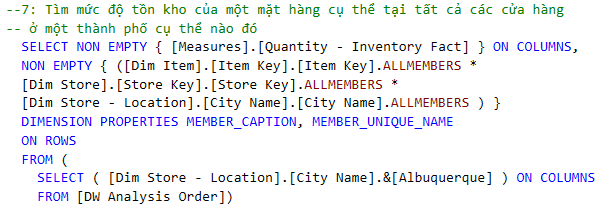 --7: Tìm mức độ tồn kho của một mặt hàng cụ thể tại tất cả các cửa hàng
-- ở một thành phố cụ thể nào đó
SELECT NON EMPTY { [Measures].[Quantity - Inventory Fact] } ON COLUMNS,
NON EMPTY { ([Dim Item].[Item Key].[Item Key].ALLMEMBERS *
[Dim Store].[Store Key].[Store Key].ALLMEMBERS *
[Dim Store - Location].[City Name].[City Name].ALLMEMBERS ) }
DIMENSION PROPERTIES MEMBER_CAPTION, MEMBER_UNIQUE_NAME
ON ROWS
FROM (
SELECT ( [Dim Store - Location].[City Name].&[Albuquerque] ) ON COLUMNS
FROM [DW Analysis Order])